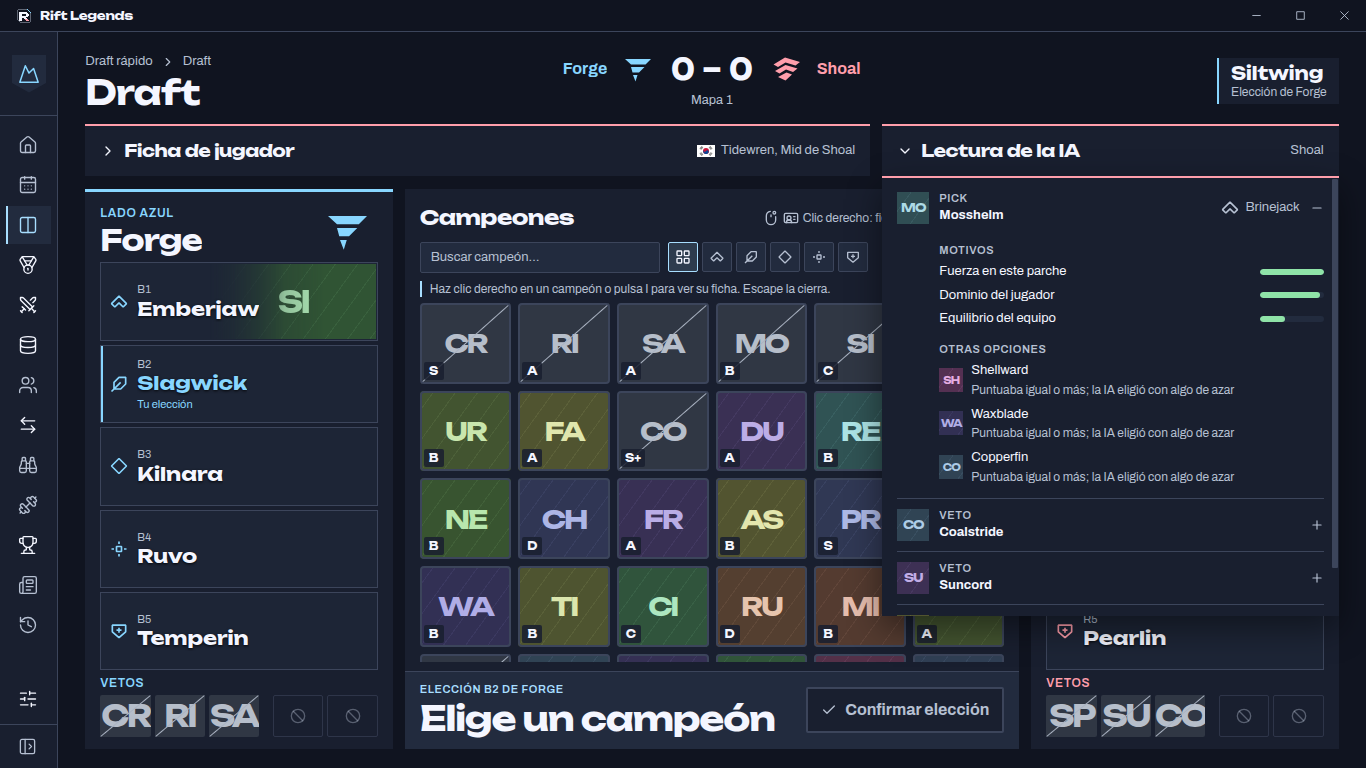 Rift Legends
Draft rápido > Draft
Draft
Forge 0 – 0 Shoal
Mapa 1
Siltwing
Elección de Forge
Ficha de jugador
Tidewren, Mid de Shoal
Lectura de la IA
Shoal
LADO AZUL
Forge
B1
Emberjaw
SI
B2
Slagwick
Tu elección
B3
Kilnara
B4
Ruvo
B5
Temperin
VETOS
CR RI SA
Campeones
Clic derecho:
Buscar campeón...
Haz clic derecho en un campeón o pulsa I para ver su ficha. Escape la cierra.
CR RI SA MO SI
S A A B C
UR FA CO DU RE
B A S+ A B
NE CH FR AS PR
B D A B S
WA TI CI RU MI
B B C D B A
ELECCIÓN B2 DE FORGE
Elige un campeón
Confirmar elección
MO
PICK
Mosshelm
Brinejack
MOTIVOS
Fuerza en este parche
Dominio del jugador
Equilibrio del equipo
OTRAS OPCIONES
SH
Shellward
Puntuaba igual o más; la IA eligió con algo de azar
WA
Waxblade
Puntuaba igual o más; la IA eligió con algo de azar
CO
Copperfin
Puntuaba igual o más; la IA eligió con algo de azar
CO
VETO
Coalstride
SU
VETO
Suncord
R5
Pearlin
VETOS
SP SU CO